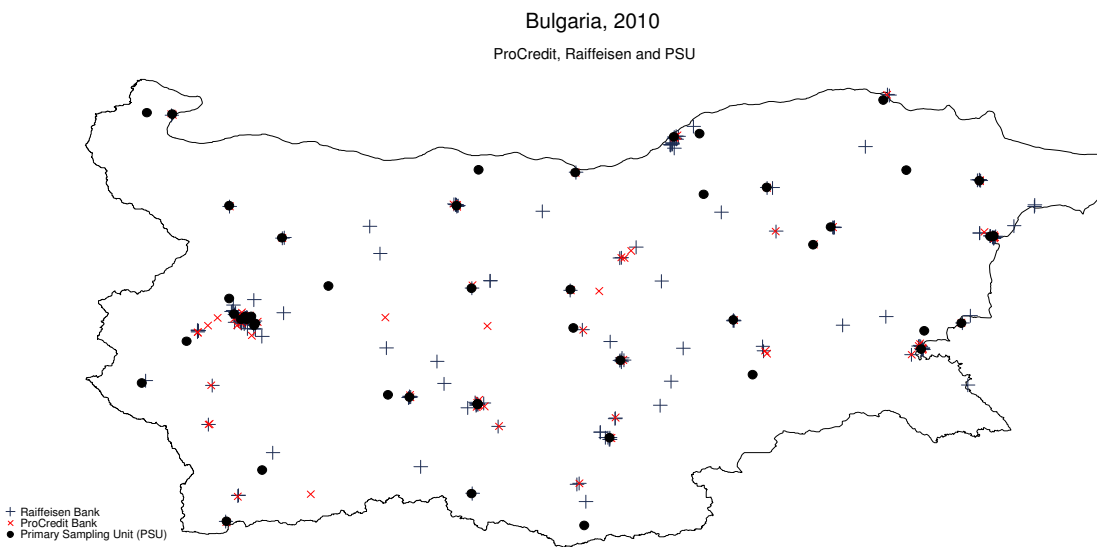 Bulgaria, 2010
ProCredit, Raiffeisen and PSU
Raiffeisen Bank
ProCredit Bank
Primary Sampling Unit (PSU)